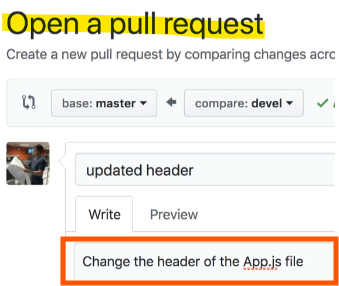 Open a pull request
Create a new pull request by comparing changes acro
base: master compare: devel
updated header
Write Preview
Change the header of the App.js file